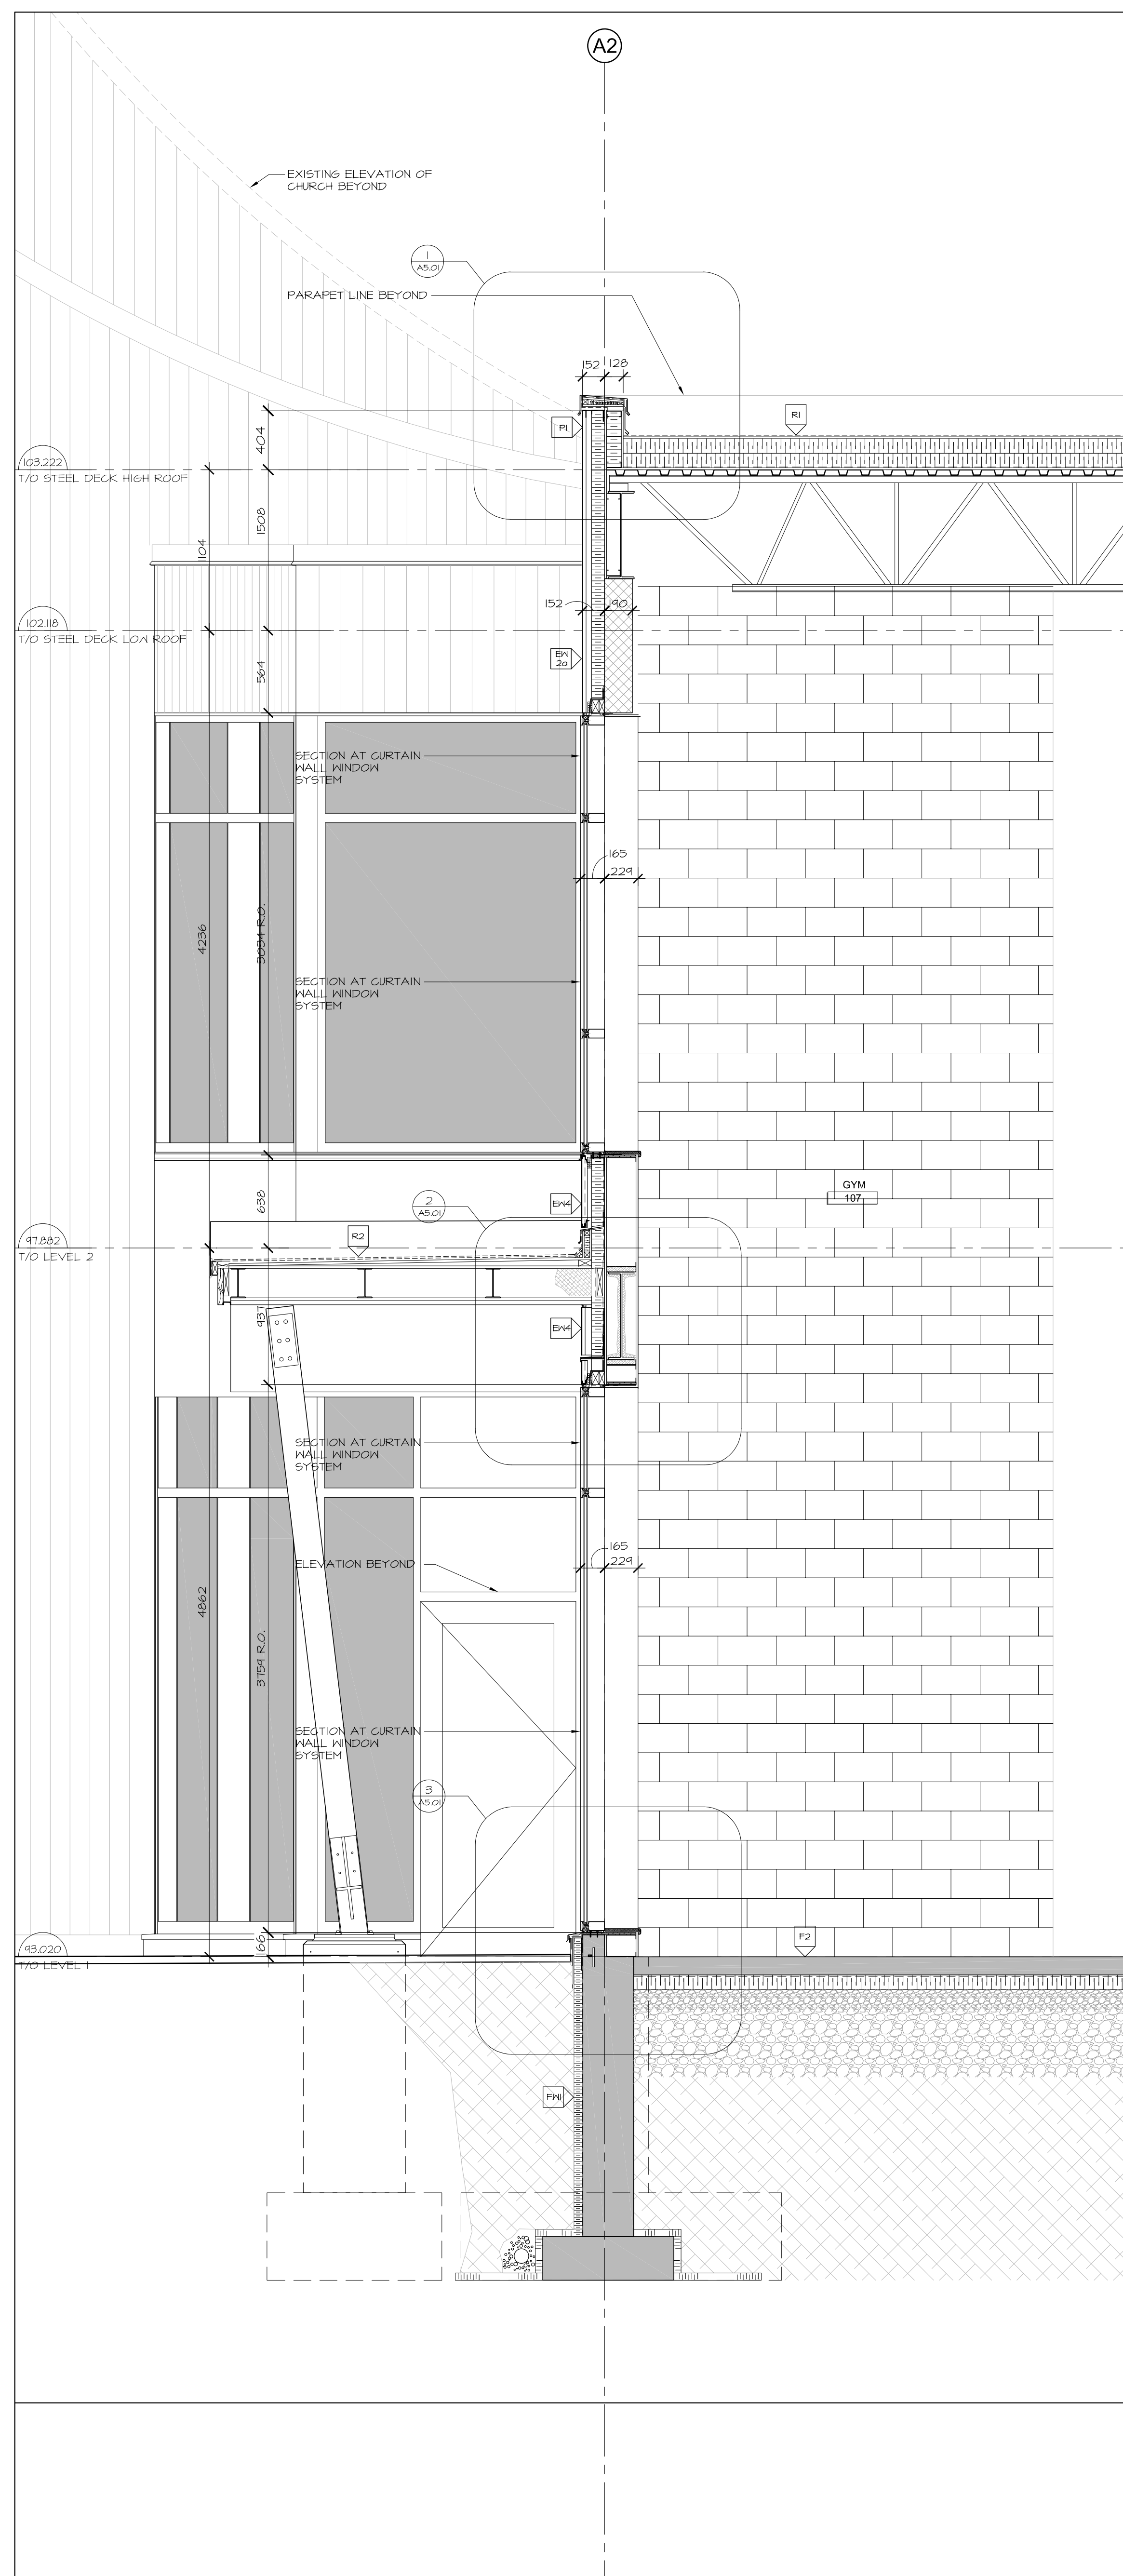 A2
EXISTING ELEVATION OF
CHURCH BEYOND
1
A5.01
PARAPET LINE BEYOND
152
128
P1
R1
404
103.222
T/O STEEL DECK HIGH ROOF
1508
1104
152
190
102.118
T/O STEEL DECK LOW ROOF
EW
2a
564
SECTION AT CURTAIN
WALL WINDOW
SYSTEM
165
229
4236
3034 R.O.
SECTION AT CURTAIN
WALL WINDOW
SYSTEM
GYM
107
638
2
A5.01
EW4
R2
97.882
T/O LEVEL 2
937
EW4
SECTION AT CURTAIN
WALL WINDOW
SYSTEM
165
229
ELEVATION BEYOND
4862
3759 R.O.
SECTION AT CURTAIN
WALL WINDOW
SYSTEM
3
A5.01
166
F2
93.020
T/O LEVEL 1
FW1